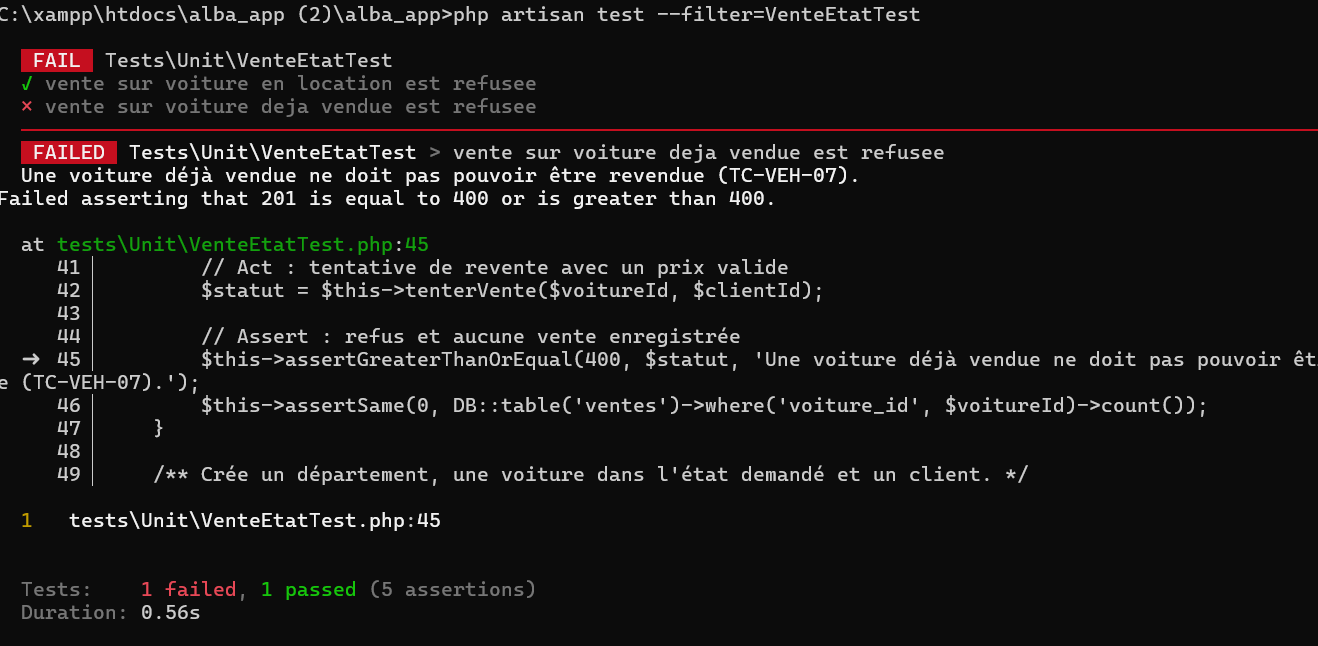 C:\xampp\htdocs\alba_app (2)\alba_app>php artisan test --filter=VenteEtatTest
FAIL Tests\Unit\VenteEtatTest
✓ vente sur voiture en location est refusee
× vente sur voiture deja vendue est refusee
FAILED Tests\Unit\VenteEtatTest > vente sur voiture deja vendue est refusee
Une voiture déjà vendue ne doit pas pouvoir être revendue (TC-VEH-07).
Failed asserting that 201 is equal to 400 or is greater than 400.
at tests\Unit\VenteEtatTest.php:45
41 // Act : tentative de revente avec un prix valide
42 $statut = $this->tenterVente($voitureId, $clientId);
43
44 // Assert : refus et aucune vente enregistrée
➜ 45 $this->assertGreaterThanOrEqual(400, $statut, 'Une voiture déjà vendue ne doit pas pouvoir êt
e (TC-VEH-07).');
46 $this->assertSame(0, DB::table('ventes')->where('voiture_id', $voitureId)->count());
47 }
48
49 /** Crée un département, une voiture dans l'état demandé et un client. */
1 tests\Unit\VenteEtatTest.php:45
Tests: 1 failed, 1 passed (5 assertions)
Duration: 0.56s